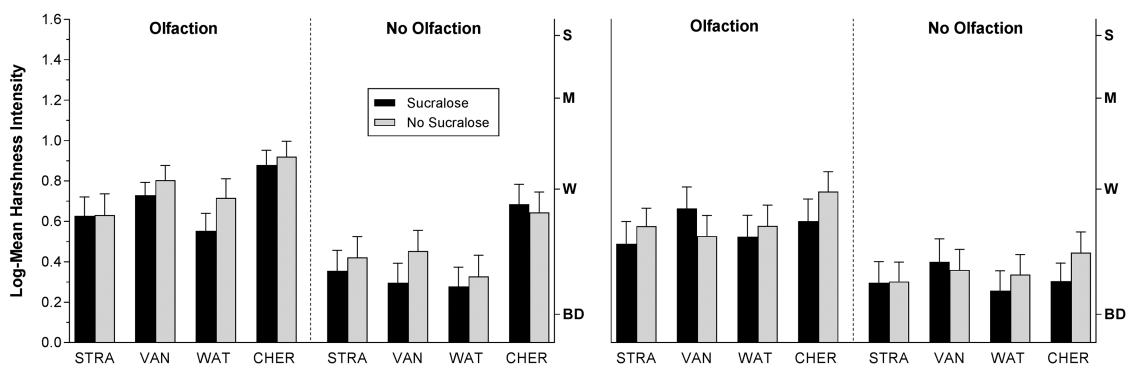 Log-Mean Harshness Intensity
1.6
1.4
1.2
1.0
0.8
0.6
0.4
0.2
0.0
Olfaction
No Olfaction
Sucralose
No Sucralose
S
M
W
BD
STRA VAN WAT CHER STRA VAN WAT CHER
Olfaction
No Olfaction
S
M
W
BD
STRA VAN WAT CHER STRA VAN WAT CHER